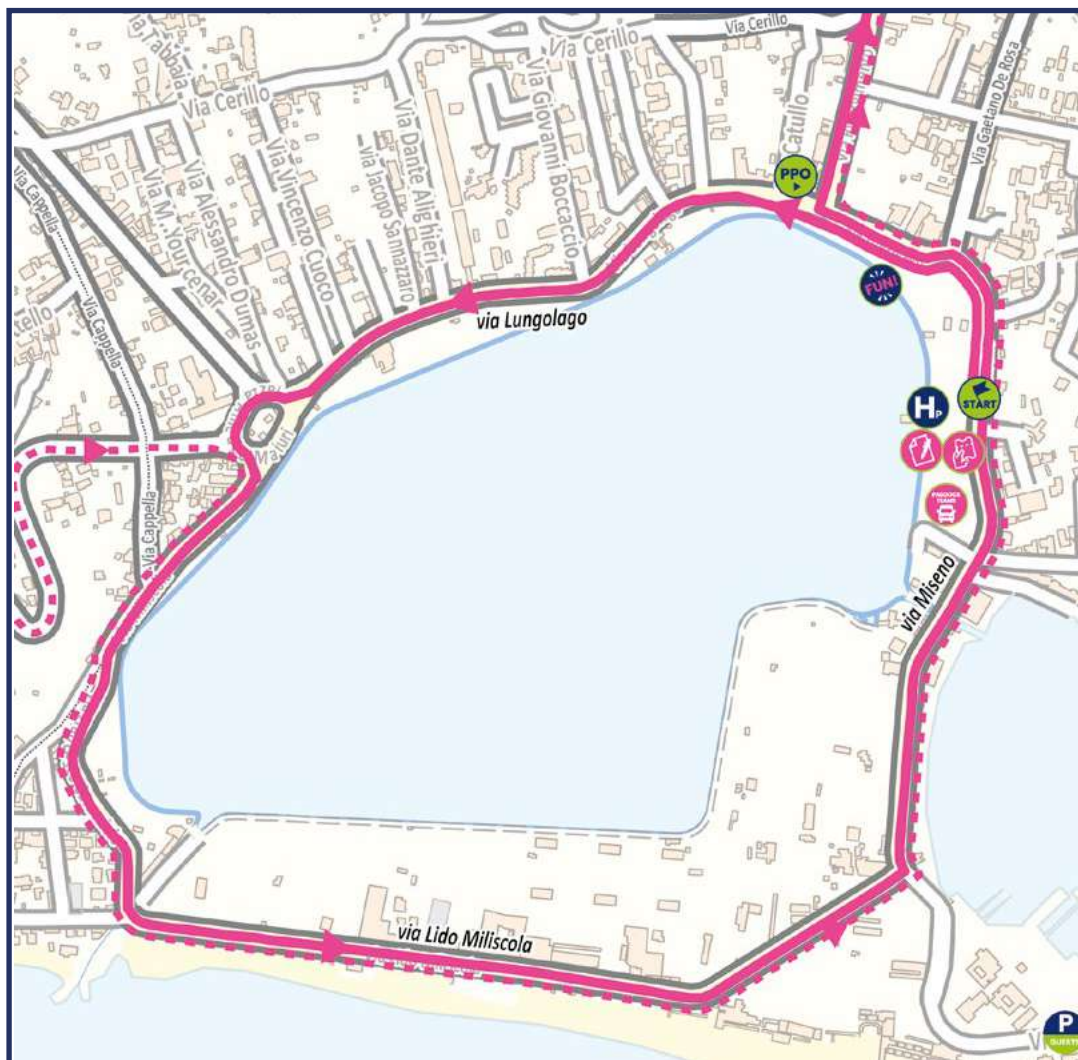 Via Cerillo
Via Cerillo
Via Cerillo
Via Gaetano De Rosa
Via Giovanni Boccaccio
Catullo
Via Dante Alighieri
Via Jacopo Sannazzaro
Via Vincenzo Cuoco
Via Alessandro Dumas
Via M. Yourcenar
Via Cappella
Via Cappella
Via Cappella
PPO
FUN!
via Lungolago
Maiuri
H P
START
via Miseno
via Lido Miliscola
P